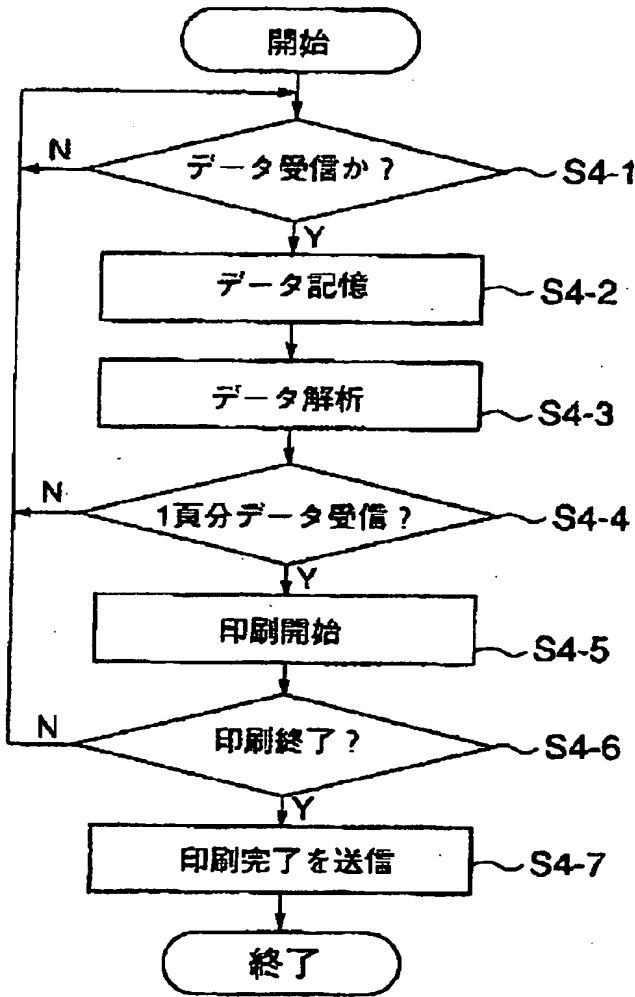 開始
N
データ受信か？
S4-1
Y
データ記憶
S4-2
データ解析
S4-3
N
1頁分データ受信？
S4-4
Y
印刷開始
S4-5
N
印刷終了？
S4-6
Y
印刷完了を送信
S4-7
終了